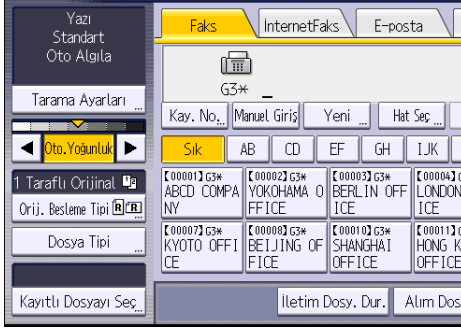 Yazı
Standart
Oto Algıla
Tarama Ayarları
Oto.Yoğunluk
1 Taraflı Orijinal
Orij. Besleme Tipi
Dosya Tipi
Kayıtlı Dosyayı Seç
Faks
İnternetFaks
E-posta
G3* _
Kay. No.
Manuel Giriş
Yeni
Hat Seç
Sık
AB
CD
EF
GH
IJK
[00001] G3*
ABCD COMPA
NY
[00002] G3*
YOKOHAMA O
FFICE
[00003] G3*
BERLIN OFF
ICE
[00004]
LONDON
ICE
[00007] G3*
KYOTO OFFI
CE
[00008] G3*
BEIJING OF
FICE
[00010] G3*
SHANGHAI
OFFICE
[00011]
HONG K
OFFICE
İletim Dosy. Dur.
Alım Dos